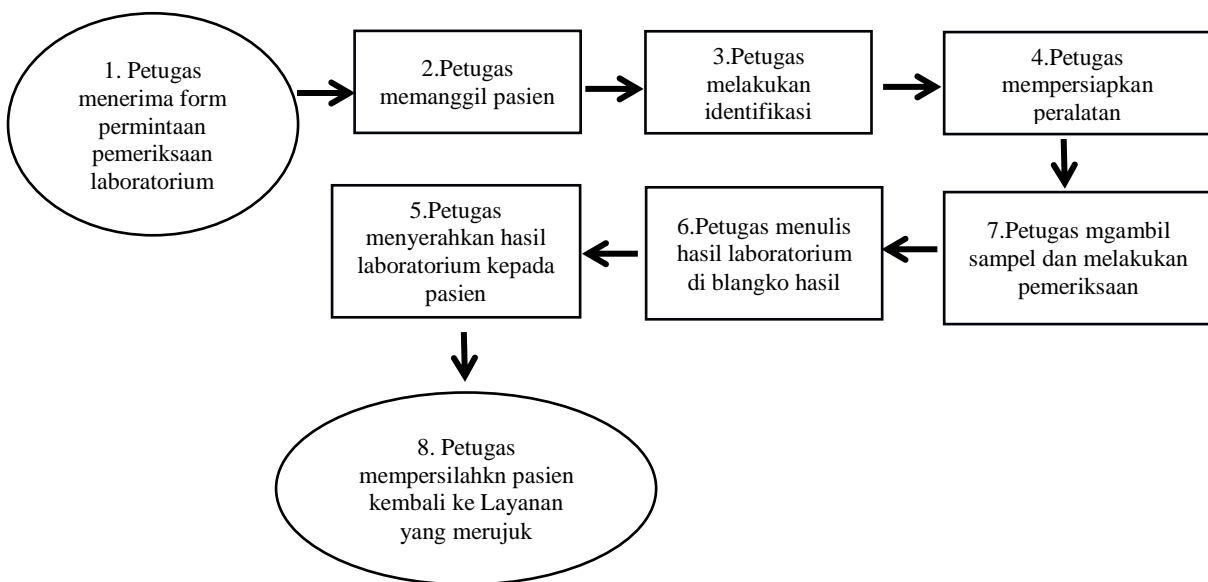 1. Petugas
menerima form
permintaan
pemeriksaan
laboratorium
2.Petugas
memanggil pasien
3.Petugas
melakukan
identifikasi
4.Petugas
mempersiapkan
peralatan
5.Petugas
menyerahkan hasil
laboratorium kepada
pasien
6.Petugas menulis
hasil laboratorium
di blangko hasil
7.Petugas mgambil
sampel dan melakukan
pemeriksaan
8. Petugas
mempersilahkn pasien
kembali ke Layanan
yang merujuk